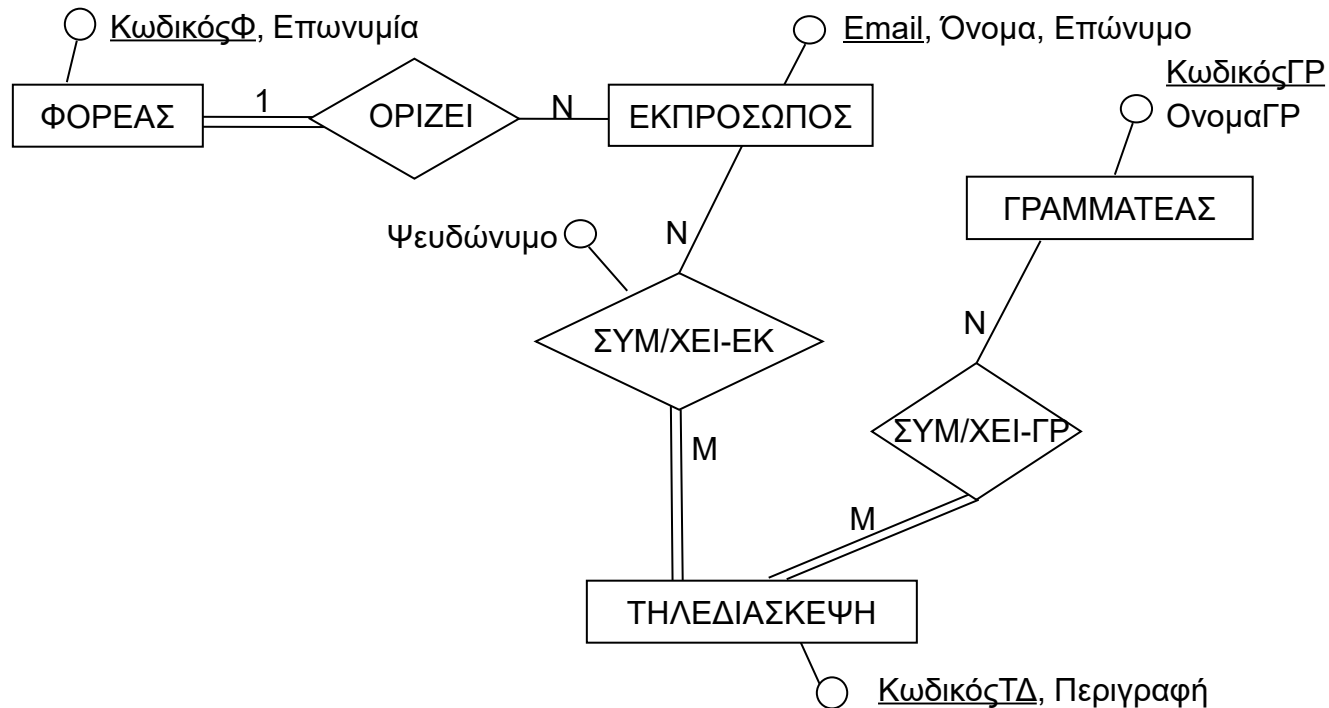 ΚωδικόςΦ, Επωνυμία
Email, Όνομα, Επώνυμο
ΚωδικόςΓΡ
ΟνομαΓΡ
ΦΟΡΕΑΣ
1
ΟΡΙΖΕΙ
N
ΕΚΠΡΟΣΩΠΟΣ
ΓΡΑΜΜΑΤΕΑΣ
Ψευδώνυμο
N
ΣΥΜ/ΧΕΙ-ΕΚ
N
ΣΥΜ/ΧΕΙ-ΓΡ
M
M
ΤΗΛΕΔΙΑΣΚΕΨΗ
ΚωδικόςΤΔ, Περιγραφή